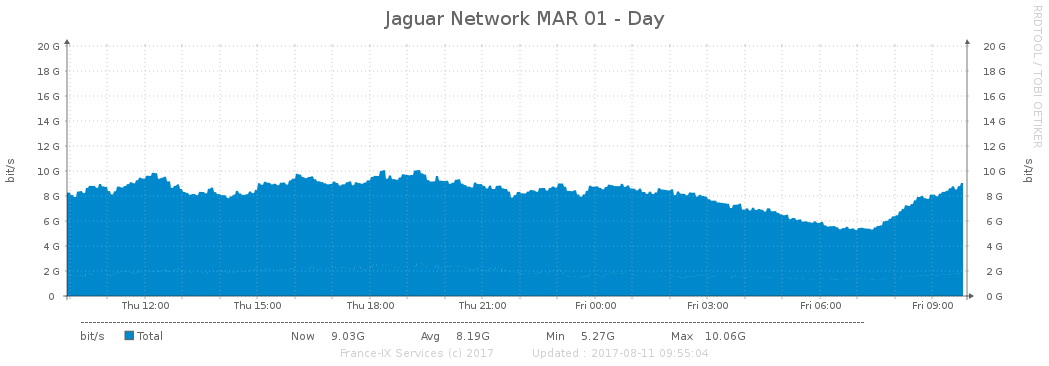 Jaguar Network MAR 01 - Day
RRDTOOL / TOBI OETIKER
bit/s
20 G 20 G
18 G 18 G
16 G 16 G
14 G 14 G
12 G 12 G
10 G 10 G
8 G 8 G
6 G 6 G
4 G 4 G
2 G 2 G
0 0 G
bit/s
Thu 12:00 Thu 15:00 Thu 18:00 Thu 21:00 Fri 00:00 Fri 03:00 Fri 06:00 Fri 09:00
bit/s Total Now 9.03G Avg 8.19G Min 5.27G Max 10.06G
France-IX Services (c) 2017 Updated : 2017-08-11 09:55:04